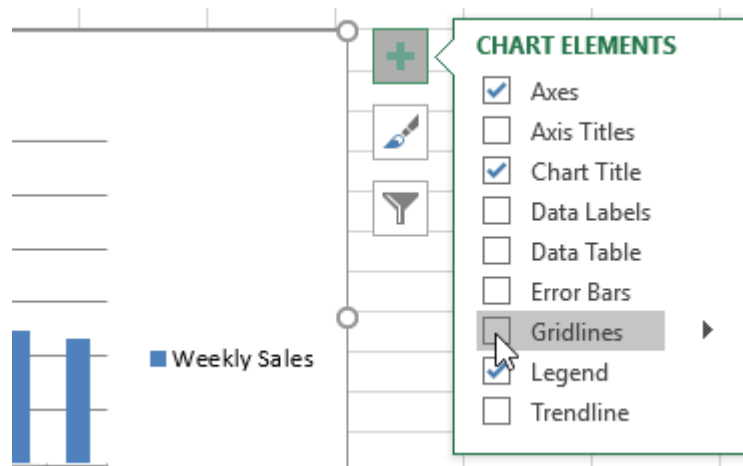 CHART ELEMENTS
Axes
Axis Titles
Chart Title
Data Labels
Data Table
Error Bars
Gridlines
Legend
Trendline
Weekly Sales